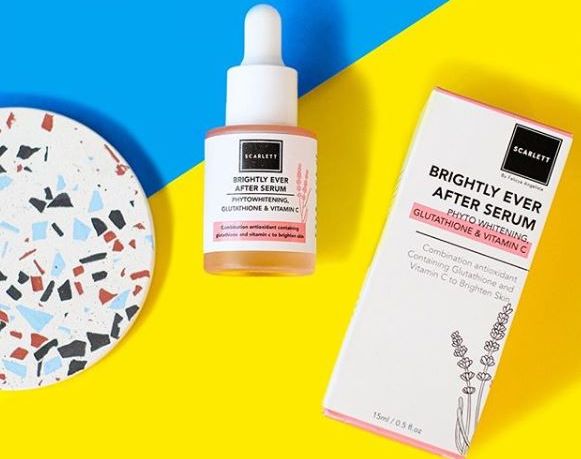 SCARLETT
BRIGHTLY EVER
AFTER SERUM
PHYTOWHITENING,
GLUTATHIONE & VITAMIN C
Combination antioxidant containing
glutathione and vitamin c to brighten skin
SCARLETT
By Felicya Angelista
BRIGHTLY EVER
AFTER SERUM
PHYTO WHITENING,
GLUTATHIONE & VITAMIN C
Combination antioxidant
Containing Glutathione and
Vitamin C to Brighten Skin
15ml / 0.5 fl.oz